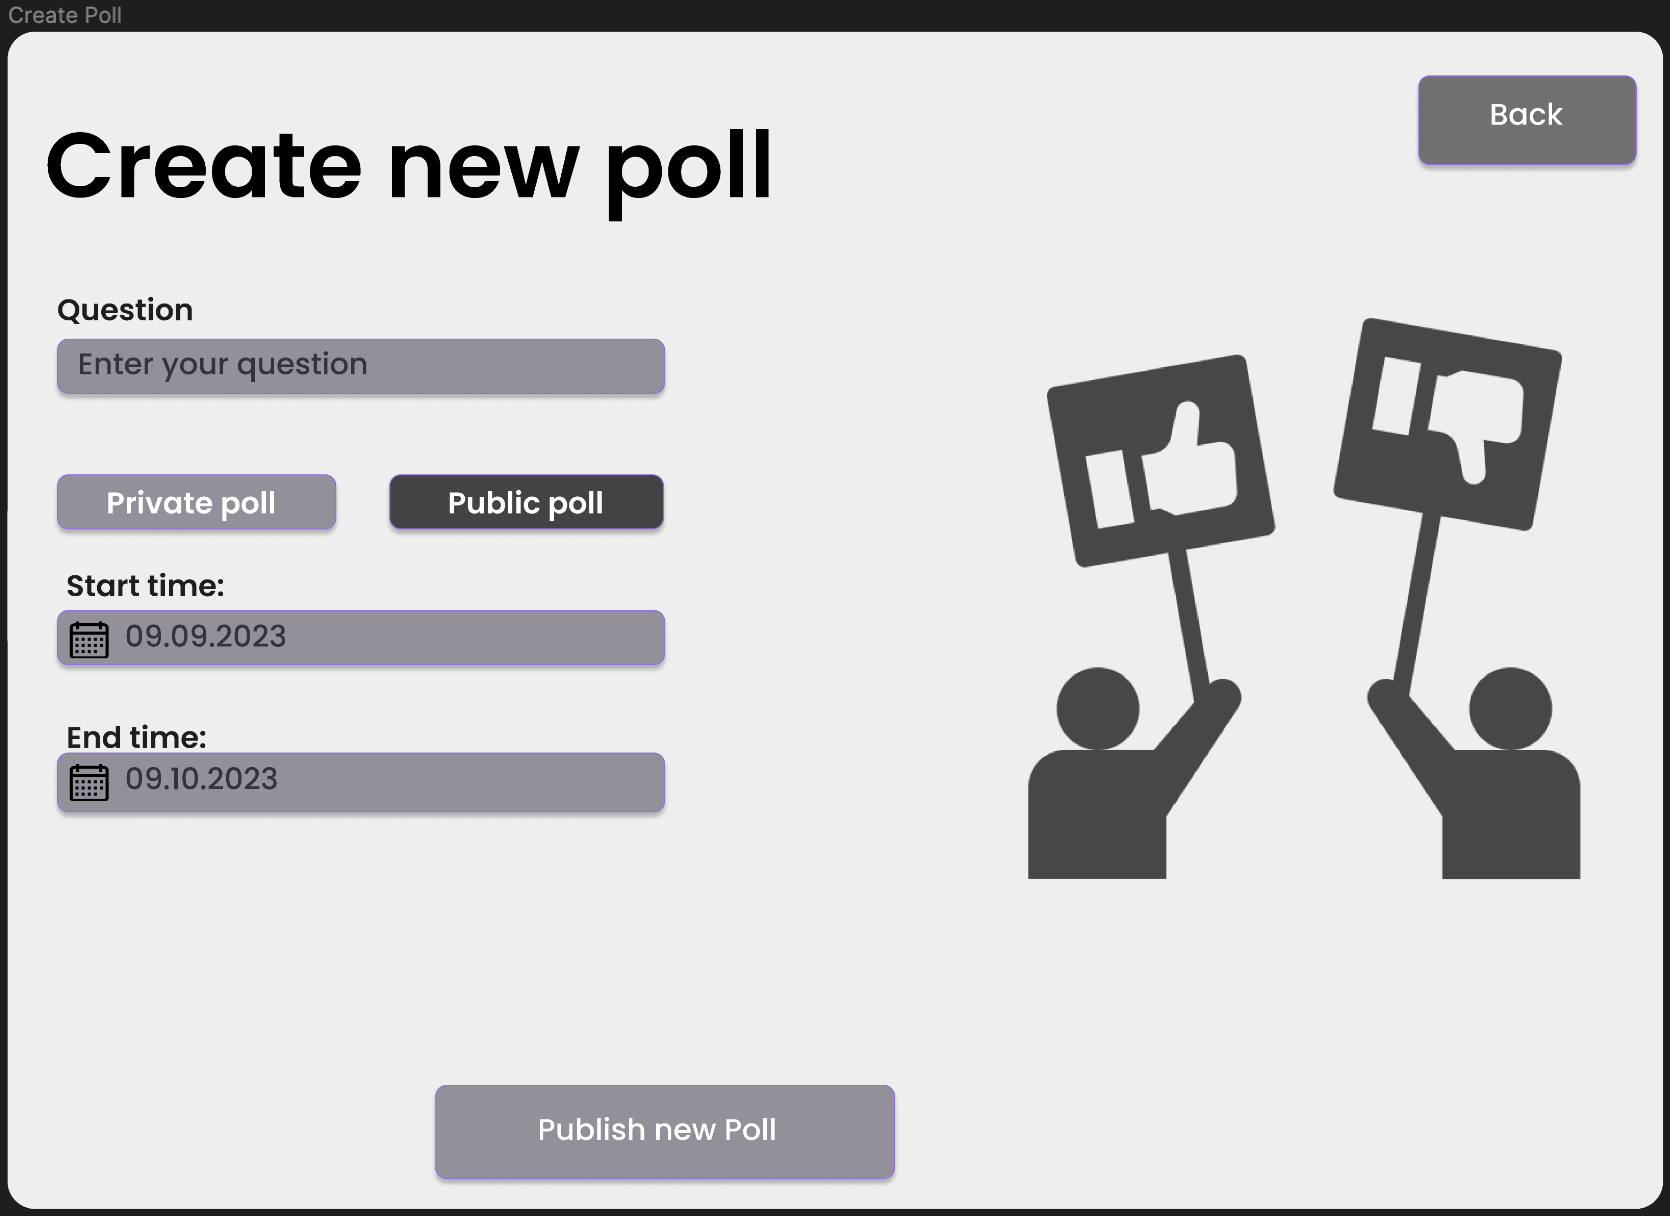 Create Poll
Back
Create new poll
Question
Enter your question
Private poll
Public poll
Start time:
09.09.2023
End time:
09.10.2023
Publish new Poll